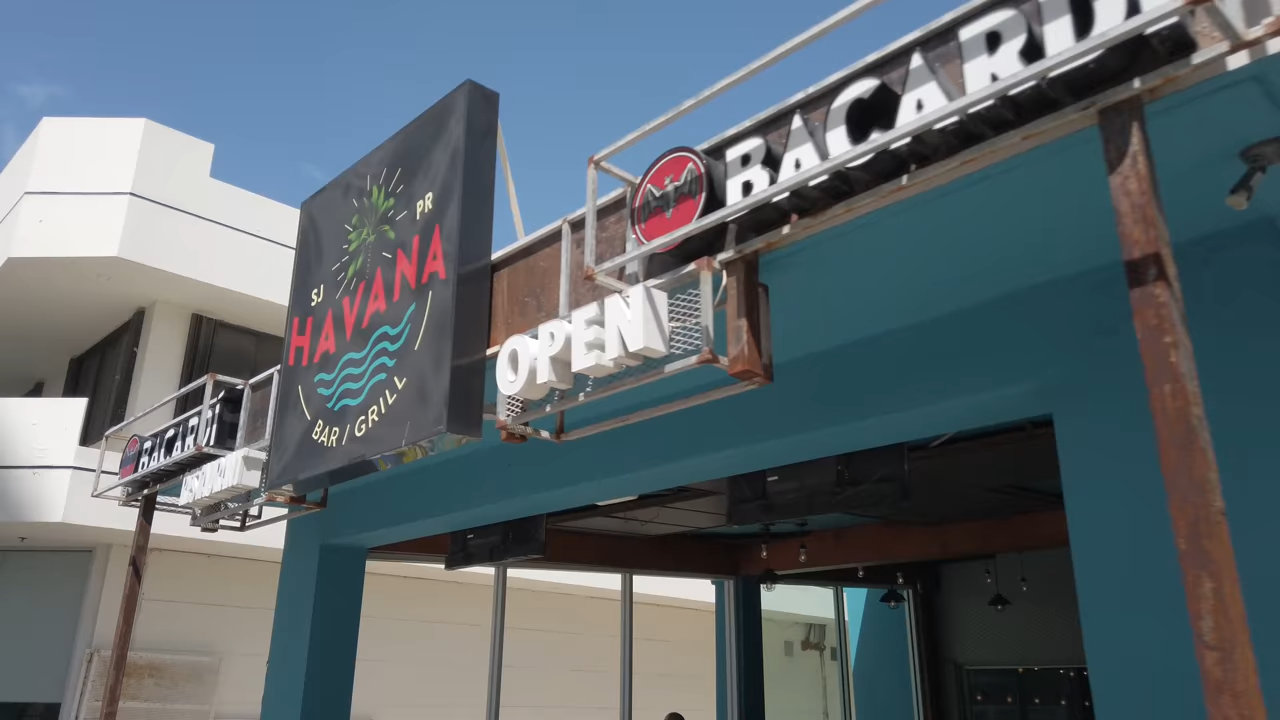 SJ
PR
HAVANA
BAR / GRILL
OPEN
BACARDI
BACARDI